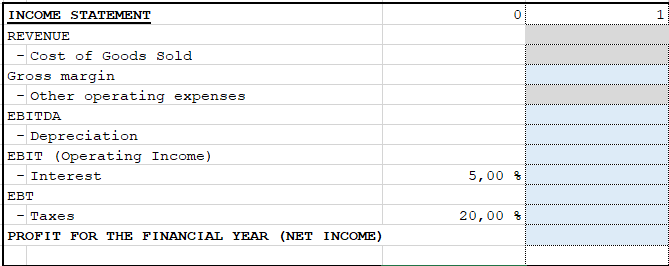 INCOME STATEMENT 0 1
REVENUE
- Cost of Goods Sold
Gross margin
- Other operating expenses
EBITDA
- Depreciation
EBIT (Operating Income)
- Interest 5,00 %
EBT
- Taxes 20,00 %
PROFIT FOR THE FINANCIAL YEAR (NET INCOME)